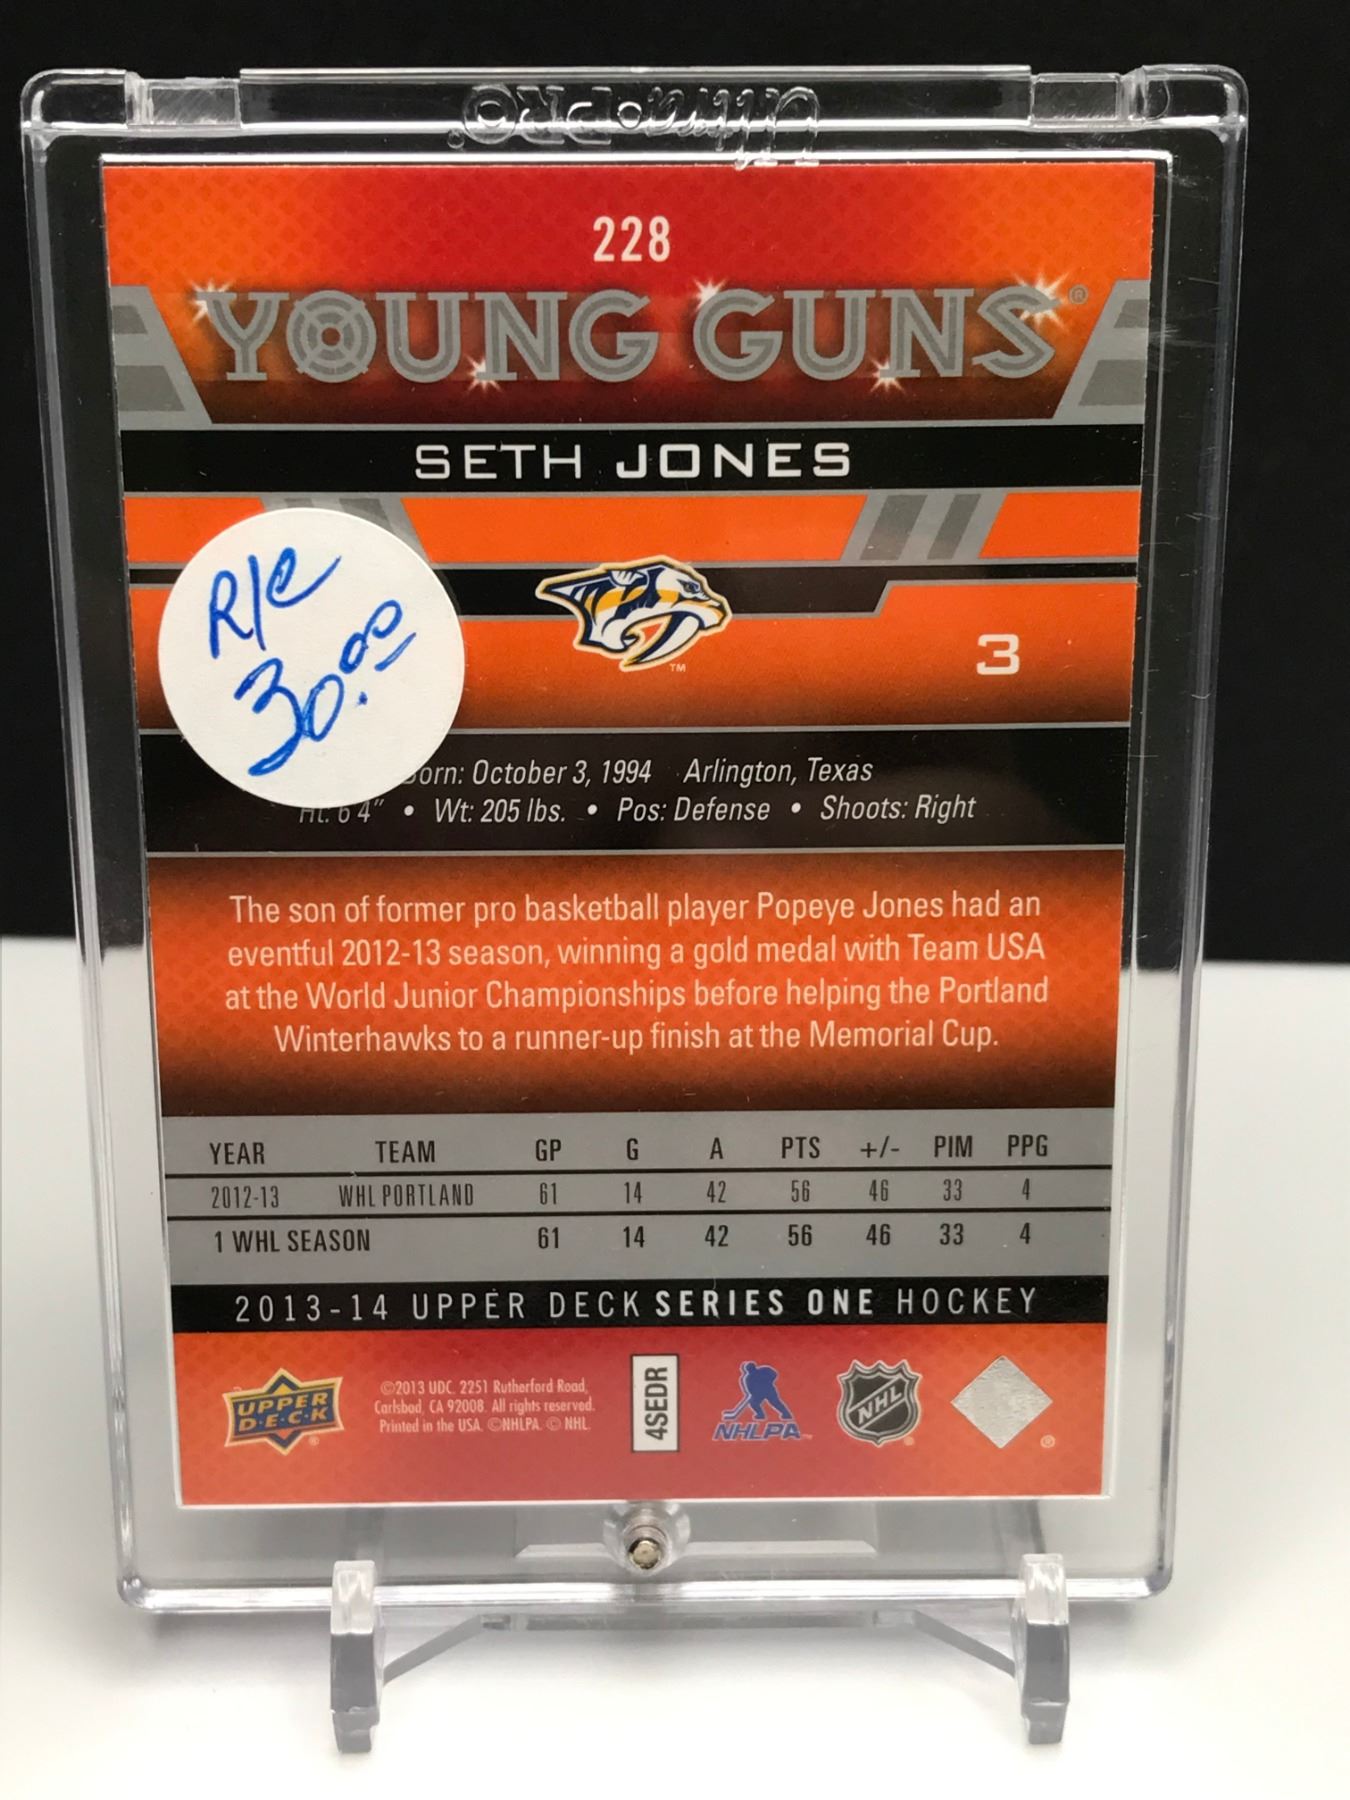 Ultra·PRO®
228
YOUNG GUNS®
SETH JONES
R/C
30.00
TM
3
orn: October 3, 1994 Arlington, Texas
Ht: 6'4" • Wt: 205 lbs. • Pos: Defense • Shoots: Right
The son of former pro basketball player Popeye Jones had an
eventful 2012-13 season, winning a gold medal with Team USA
at the World Junior Championships before helping the Portland
Winterhawks to a runner-up finish at the Memorial Cup.
YEAR TEAM GP G A PTS +/- PIM PPG
2012-13 WHL PORTLAND 61 14 42 56 46 33 4
1 WHL SEASON 61 14 42 56 46 33 4
2013-14 UPPER DECK SERIES ONE HOCKEY
UPPER
D·E·C·K
®
©2013 UDC. 2251 Rutherford Road,
Carlsbad, CA 92008. All rights reserved.
Printed in the USA. ©NHLPA. © NHL.
4SEDR
NHLPA
NHL
®
®